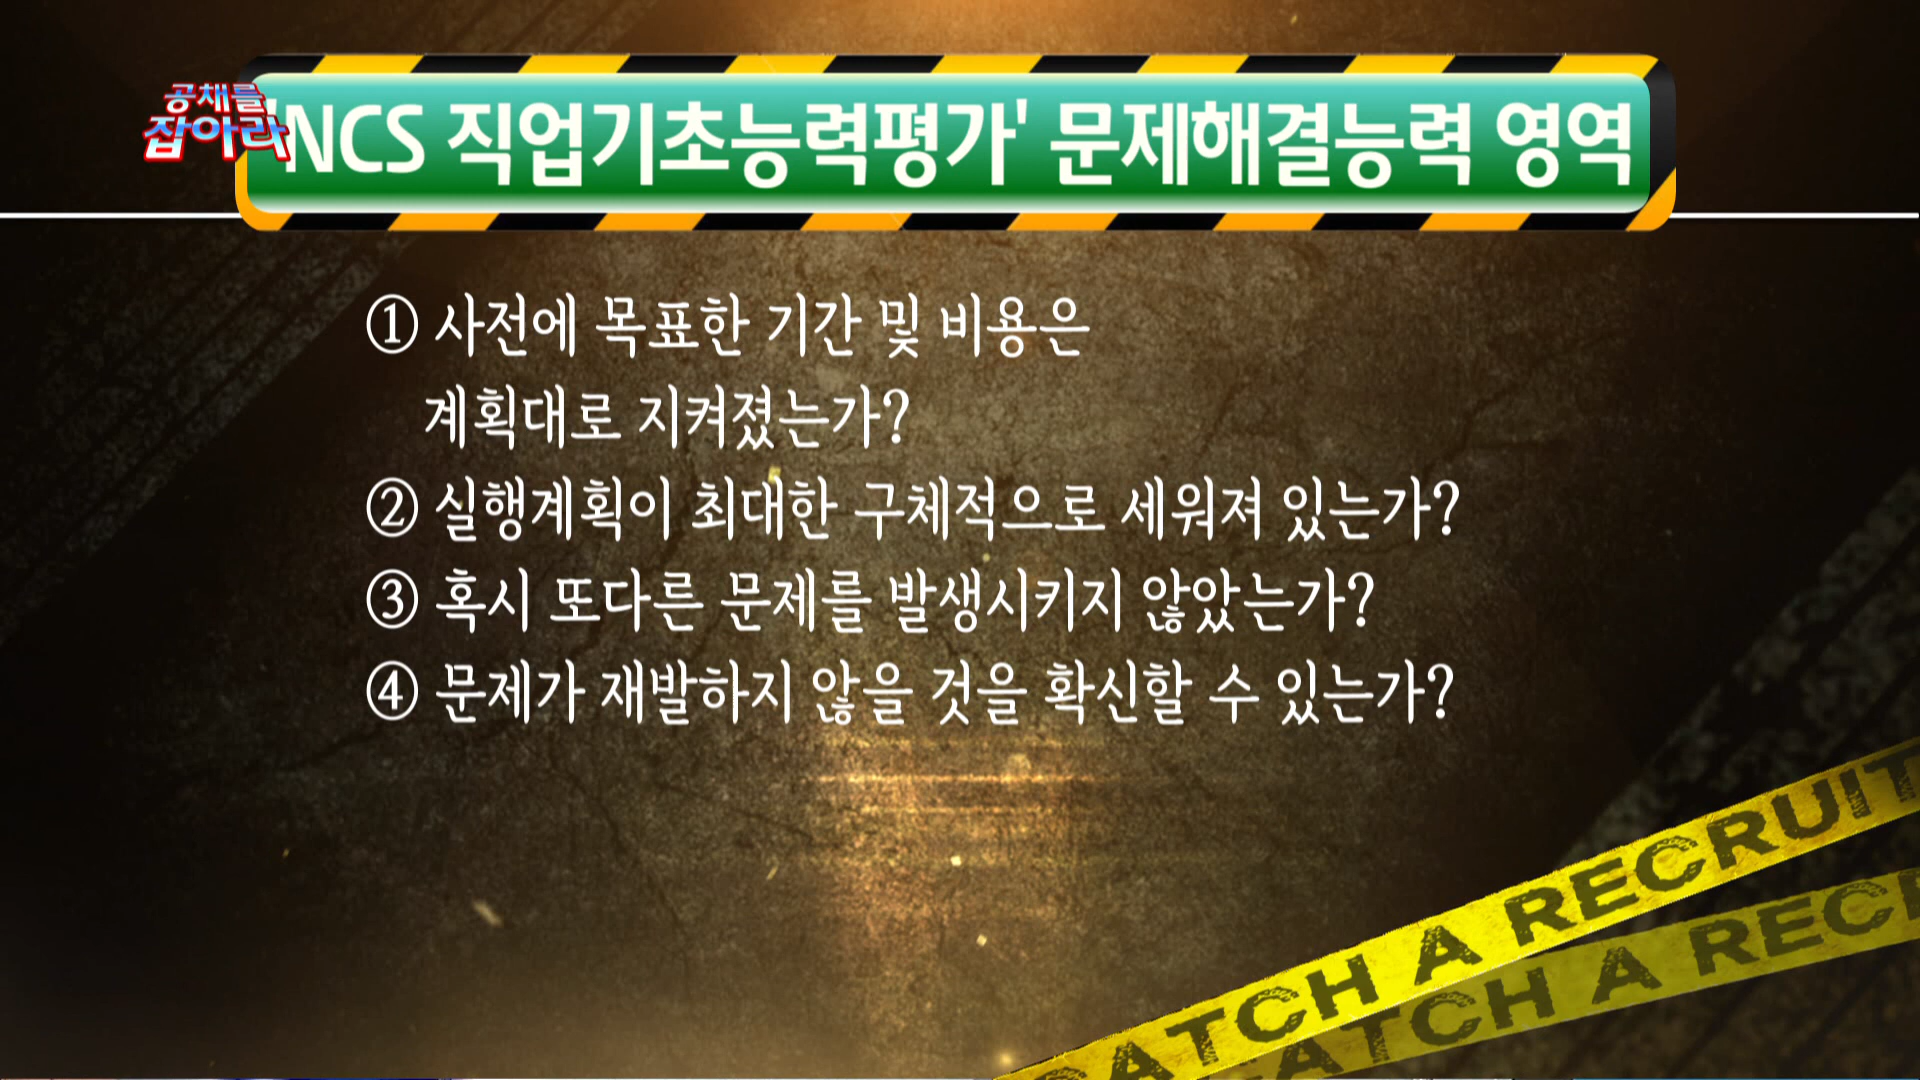 공채를
잡아라
'NCS 직업기초능력평가' 문제해결능력 영역
① 사전에 목표한 기간 및 비용은
계획대로 지켜졌는가?
② 실행계획이 최대한 구체적으로 세워져 있는가?
③ 혹시 또다른 문제를 발생시키지 않았는가?
④ 문제가 재발하지 않을 것을 확신할 수 있는가?
CATCH A RECRUIT
CATCH A RECR